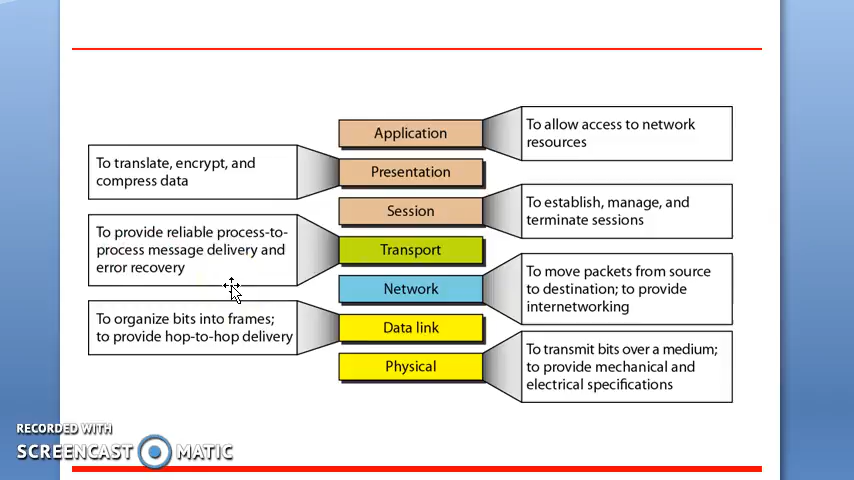 Application
To allow access to network
resources
To translate, encrypt, and
compress data
Presentation
Session
To establish, manage, and
terminate sessions
To provide reliable process-to-
process message delivery and
error recovery
Transport
Network
To move packets from source
to destination; to provide
internetworking
To organize bits into frames;
to provide hop-to-hop delivery
Data link
Physical
To transmit bits over a medium;
to provide mechanical and
electrical specifications
RECORDED WITH
SCREENCAST MATIC